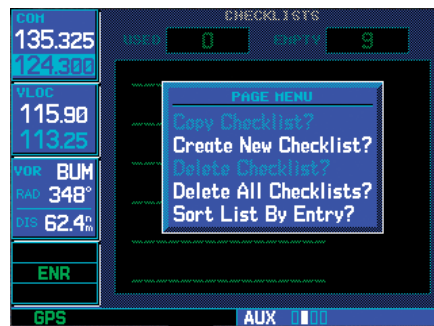 COM
135.325
124.300
VLOC
115.90
113.25
VOR BUM
RAD 348°
DIS 62.4nm
ENR
GPS
CHECKLISTS
USED 0 EMPTY 9
PAGE MENU
Copy Checklist?
Create New Checklist?
Delete Checklist?
Delete All Checklists?
Sort List By Entry?
AUX